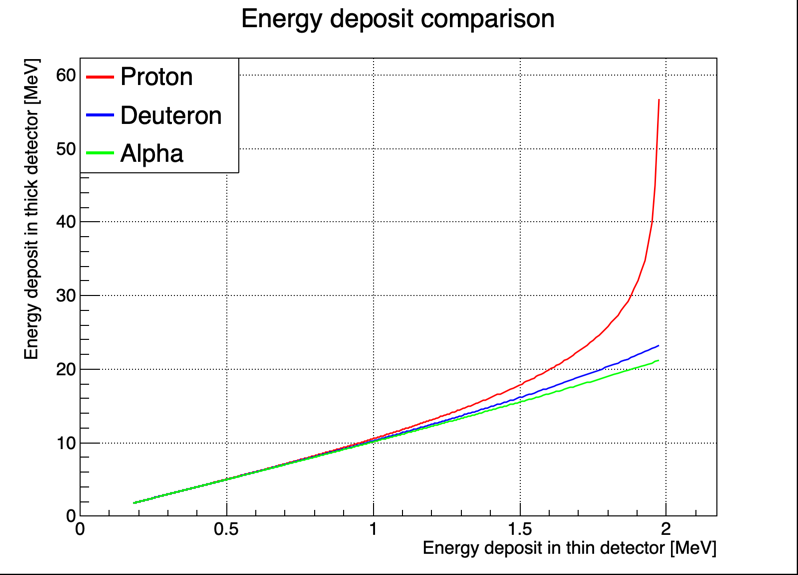 Energy deposit comparison
Energy deposit in thick detector [MeV]
Proton
Deuteron
Alpha
60
50
40
30
20
10
0
0 0.5 1 1.5 2
Energy deposit in thin detector [MeV]